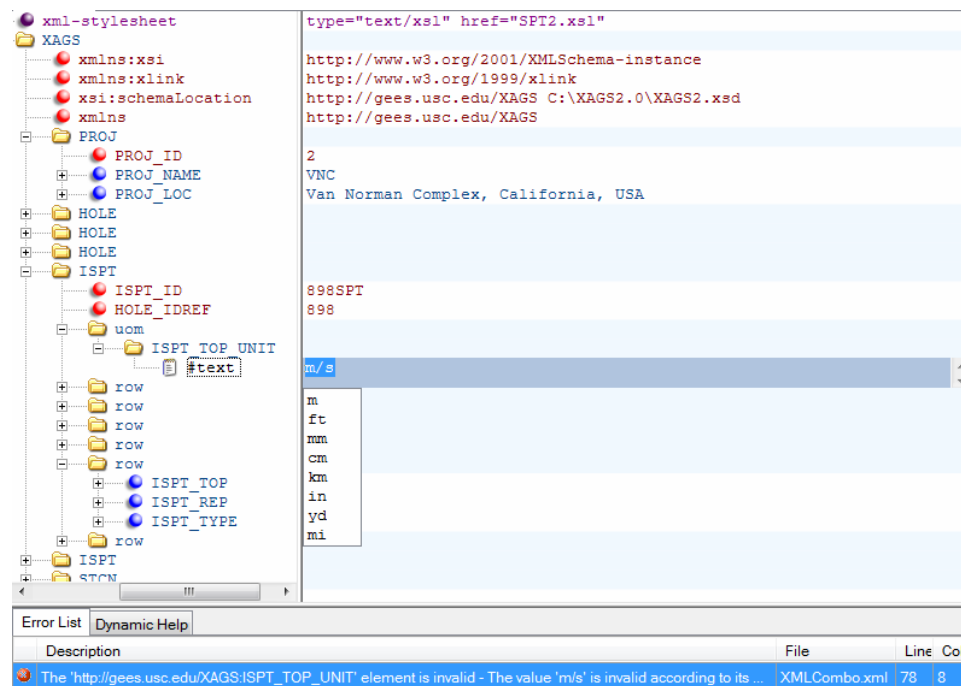 xml-stylesheet type="text/xsl" href="SPT2.xsl"
XAGS
xmlns:xsi http://www.w3.org/2001/XMLSchema-instance
xmlns:xlink http://www.w3.org/1999/xlink
xsi:schemaLocation http://gees.usc.edu/XAGS C:\XAGS2.0\XAGS2.xsd
xmlns http://gees.usc.edu/XAGS
PROJ
PROJ_ID 2
PROJ_NAME VNC
PROJ_LOC Van Norman Complex, California, USA
HOLE
HOLE
HOLE
ISPT
ISPT_ID 898SPT
HOLE_IDREF 898
uom
ISPT_TOP_UNIT
#text m/s
row m
row ft
row mm
row cm
row km
ISPT_TOP in
ISPT_REP yd
ISPT_TYPE mi
row
ISPT
STCN
Error List Dynamic Help
Description File Line Co
The 'http://gees.usc.edu/XAGS:ISPT_TOP_UNIT' element is invalid - The value 'm/s' is invalid according to its ... XMLCombo.xml 78 8